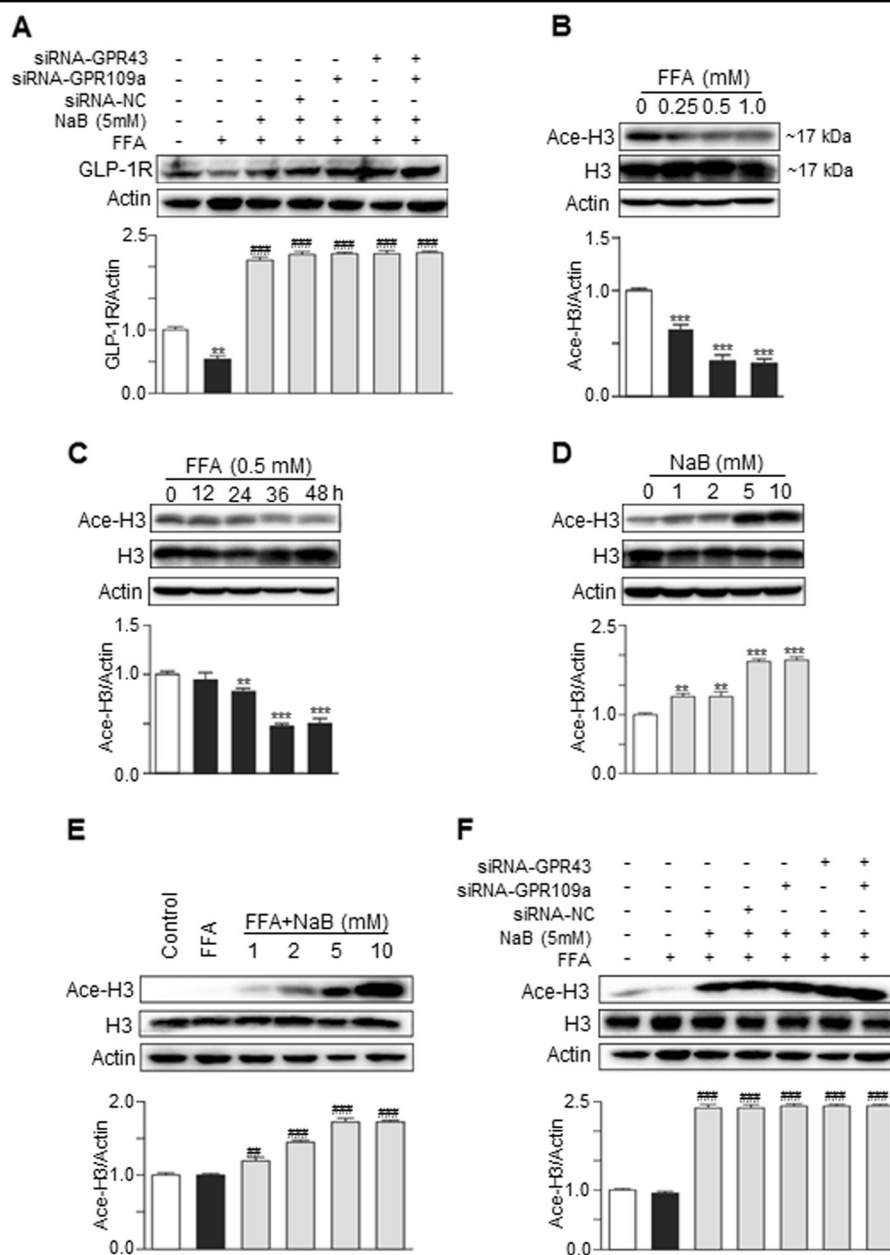 A
siRNA-GPR43 - - - - - + +
siRNA-GPR109a - - - - + - +
siRNA-NC - - - + - - -
NaB (5mM) - - + + + + +
FFA - + + + + + +
GLP-1R
Actin
GLP-1R/Actin
2.5
1.0
0.0
**
###
###
###
###
###
B
FFA (mM)
0 0.25 0.5 1.0
Ace-H3 ~17 kDa
H3 ~17 kDa
Actin
Ace-H3/Actin
1.5
1.0
0.0
***
***
***
C
FFA (0.5 mM)
0 12 24 36 48 h
Ace-H3
H3
Actin
Ace-H3/Actin
1.5
1.0
0.0
**
***
***
D
NaB (mM)
0 1 2 5 10
Ace-H3
H3
Actin
Ace-H3/Actin
2.5
1.0
0.0
**
**
***
***
E
Control
FFA
FFA+NaB (mM)
1 2 5 10
Ace-H3
H3
Actin
Ace-H3/Actin
2.0
1.0
0.0
##
###
###
###
F
siRNA-GPR43 - - - - - + +
siRNA-GPR109a - - - - + - +
siRNA-NC - - - + - - -
NaB (5mM) - - + + + + +
FFA - + + + + + +
Ace-H3
H3
Actin
Ace-H3/Actin
2.5
1.0
0.0
###
###
###
###
###